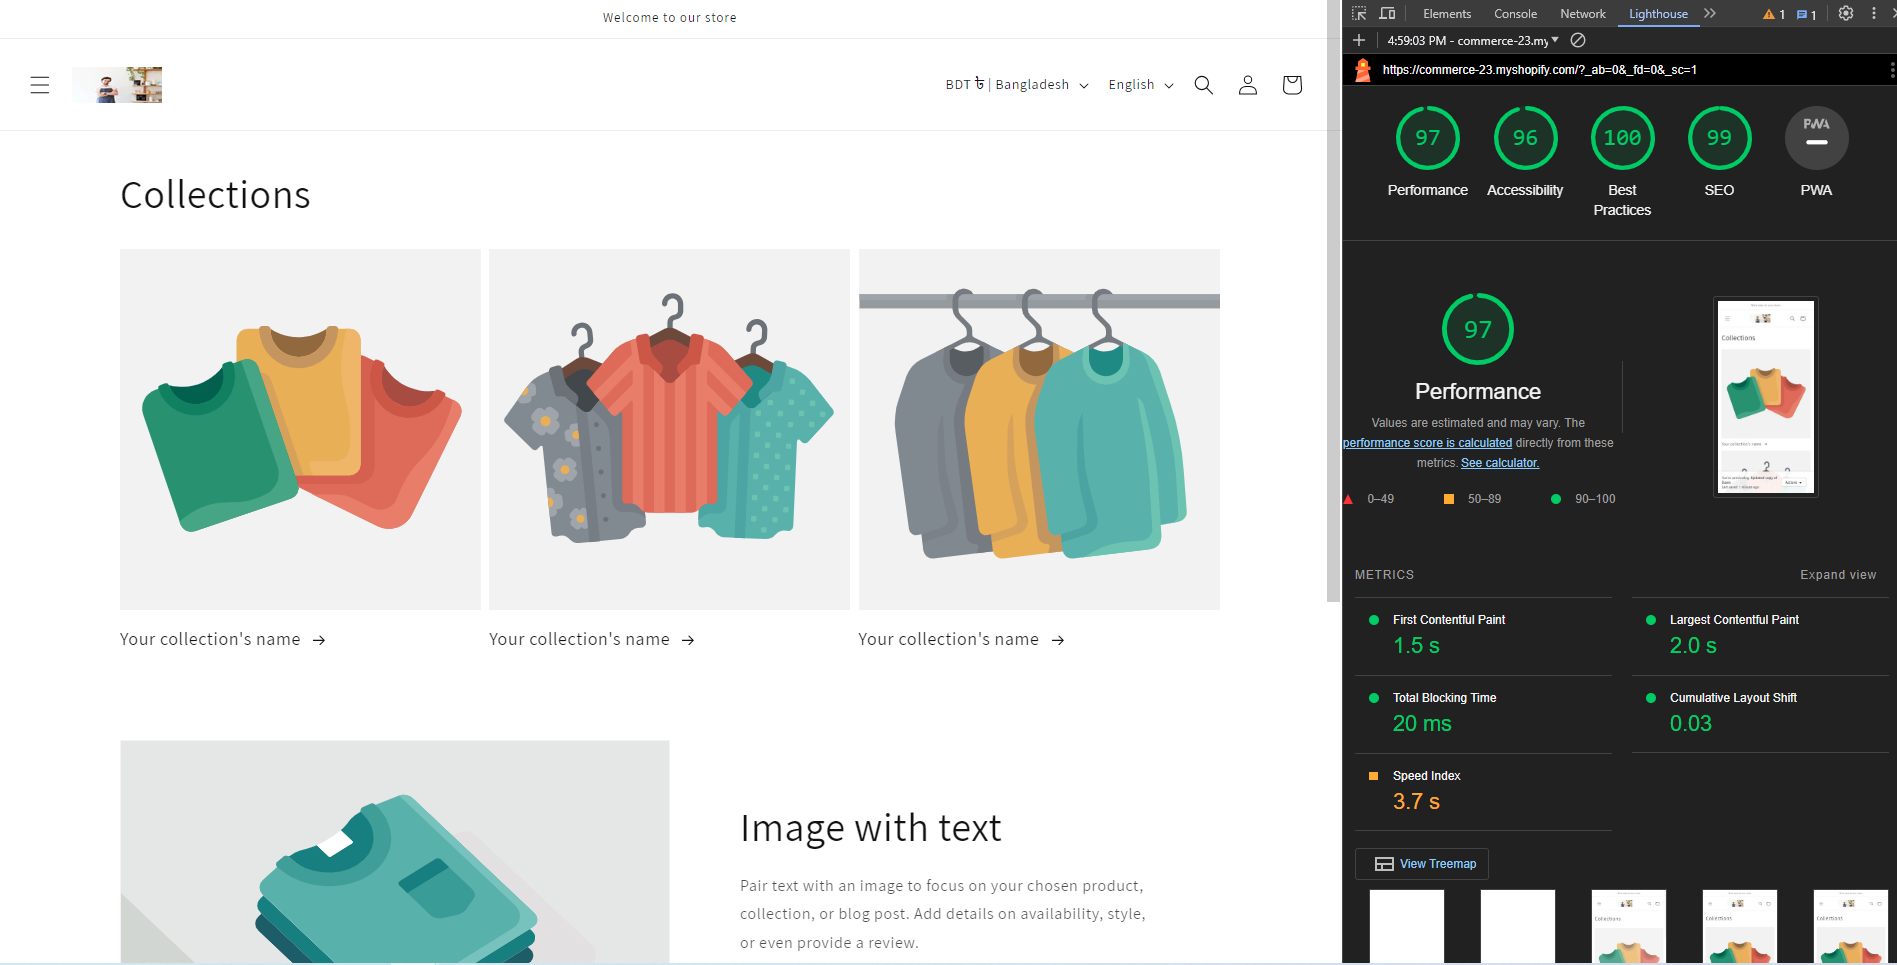 Welcome to our store
BDT ৳ | Bangladesh
English
Collections
Your collection's name →
Your collection's name →
Your collection's name →
Image with text
Pair text with an image to focus on your chosen product,
collection, or blog post. Add details on availability, style,
or even provide a review.
Elements Console Network Lighthouse
1 1
4:59:03 PM - commerce-23.my
https://commerce-23.myshopify.com/?_ab=0&_fd=0&_sc=1
97 96 100 99 PWA
Performance Accessibility Best Practices SEO PWA
97
Performance
Values are estimated and may vary. The
performance score is calculated directly from these
metrics. See calculator.
0–49 50–89 90–100
Collections
METRICS
Expand view
First Contentful Paint
1.5 s
Largest Contentful Paint
2.0 s
Total Blocking Time
20 ms
Cumulative Layout Shift
0.03
Speed Index
3.7 s
View Treemap
Collections Collections Collections